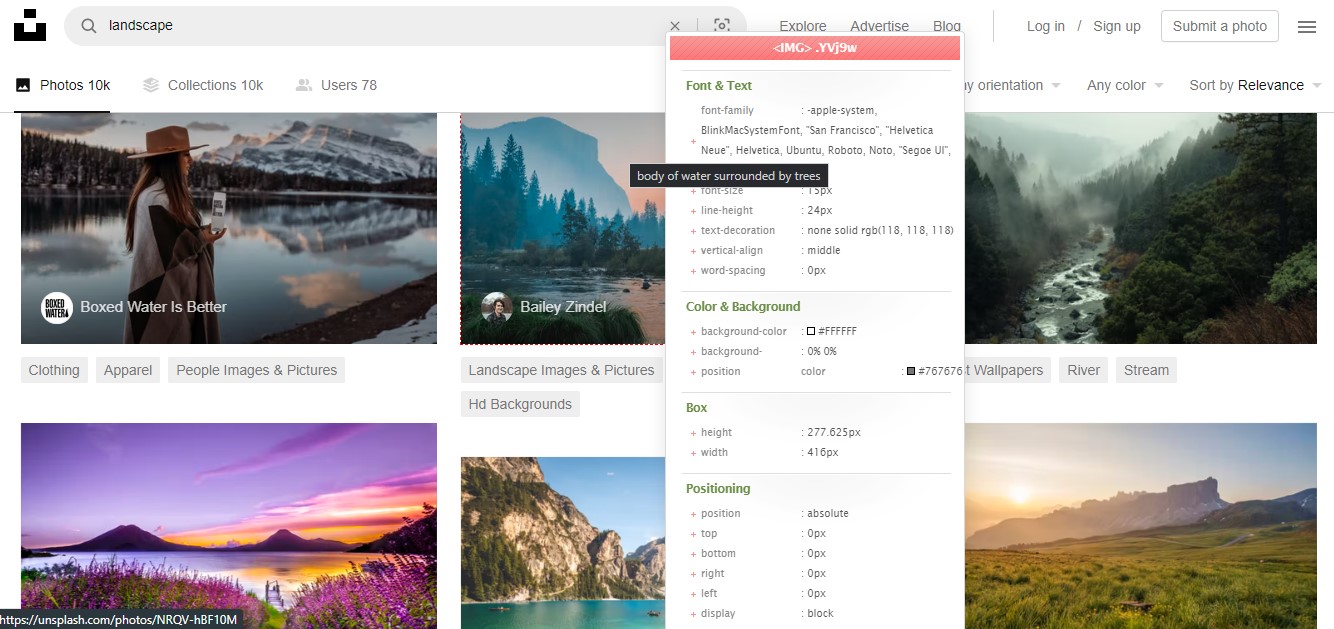 landscape
Explore Advertise Blog Log in / Sign up Submit a photo
<IMG> .YVj9w
Photos 10k Collections 10k Users 78 orientation Any color Sort by Relevance
Font & Text
font-family : -apple-system,
BlinkMacSystemFont, "San Francisco", "Helvetica
+ Neue", Helvetica, Ubuntu, Roboto, Noto, "Segoe UI",
body of water surrounded by trees
+ font-size : 15px
+ line-height : 24px
+ text-decoration : none solid rgb(118, 118, 118)
+ vertical-align : middle
+ word-spacing : 0px
Color & Background
+ background-color : #FFFFFF
+ background- : 0% 0%
+ position color : #767676
Box
+ height : 277.625px
+ width : 416px
Positioning
+ position : absolute
+ top : 0px
+ bottom : 0px
+ right : 0px
+ left : 0px
+ display : block
BOXED
WATER
Boxed Water Is Better
Bailey Zindel
Clothing Apparel People Images & Pictures
Landscape Images & Pictures
Hd Backgrounds
Wallpapers River Stream
https://unsplash.com/photos/NRQV-hBF10M